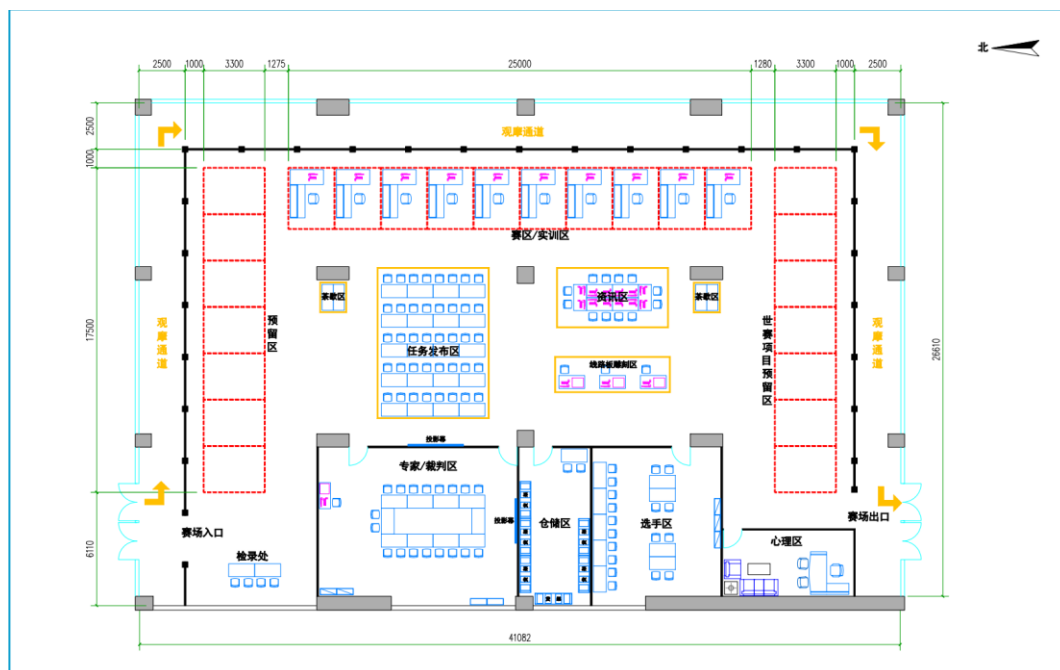 北
2500 1000 3300 1275 25000 1280 3300 1000 2500
2500
观摩通道
1000
赛区/实训区
茶歇区
资讯区
茶歇区
17500
观摩通道
预留区
任务发布区
线路板雕刻区
世赛项目预留区
观摩通道
26610
投影幕
专家/裁判区
投影幕
仓储区
选手区
赛场入口
赛场出口
心理区
检录处
6110
41082